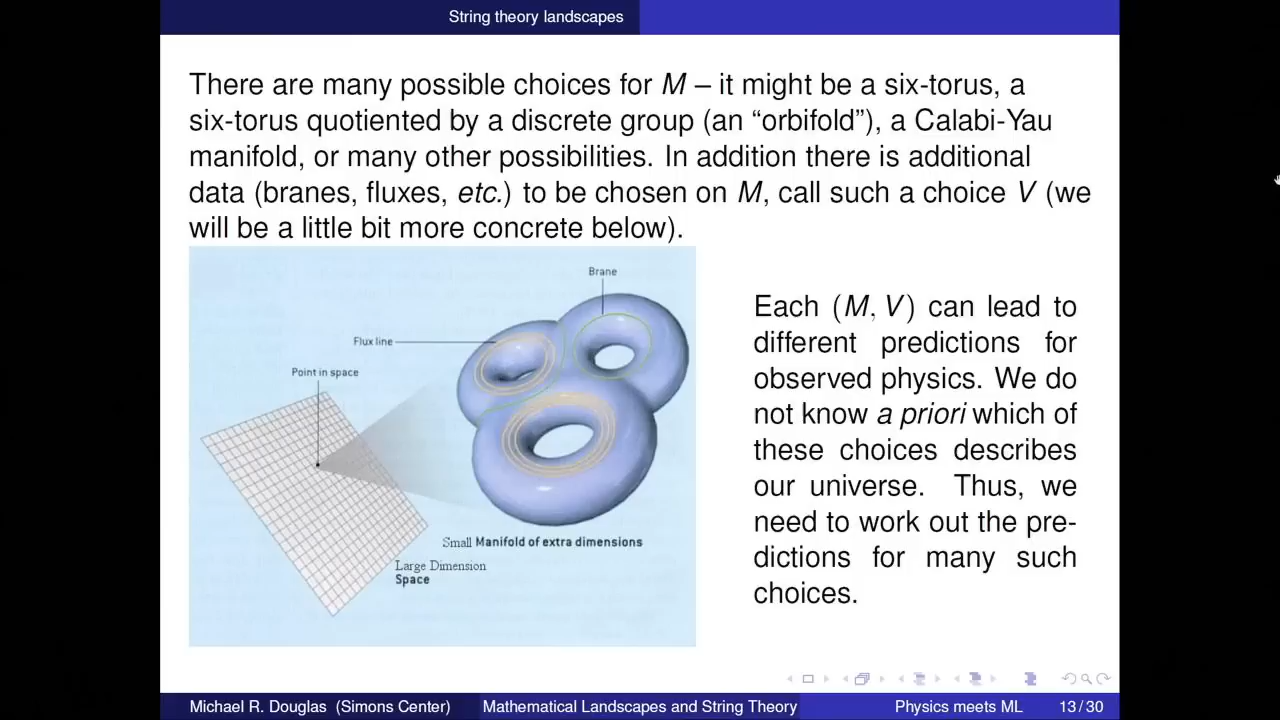 String theory landscapes
There are many possible choices for M – it might be a six-torus, a
six-torus quotiented by a discrete group (an “orbifold”), a Calabi-Yau
manifold, or many other possibilities. In addition there is additional
data (branes, fluxes, etc.) to be chosen on M, call such a choice V (we
will be a little bit more concrete below).
Brane
Flux line
Point in space
Small Manifold of extra dimensions
Large Dimension
Space
Each (M, V) can lead to
different predictions for
observed physics. We do
not know a priori which of
these choices describes
our universe. Thus, we
need to work out the pre-
dictions for many such
choices.
Michael R. Douglas (Simons Center)
Mathematical Landscapes and String Theory
Physics meets ML
13 / 30